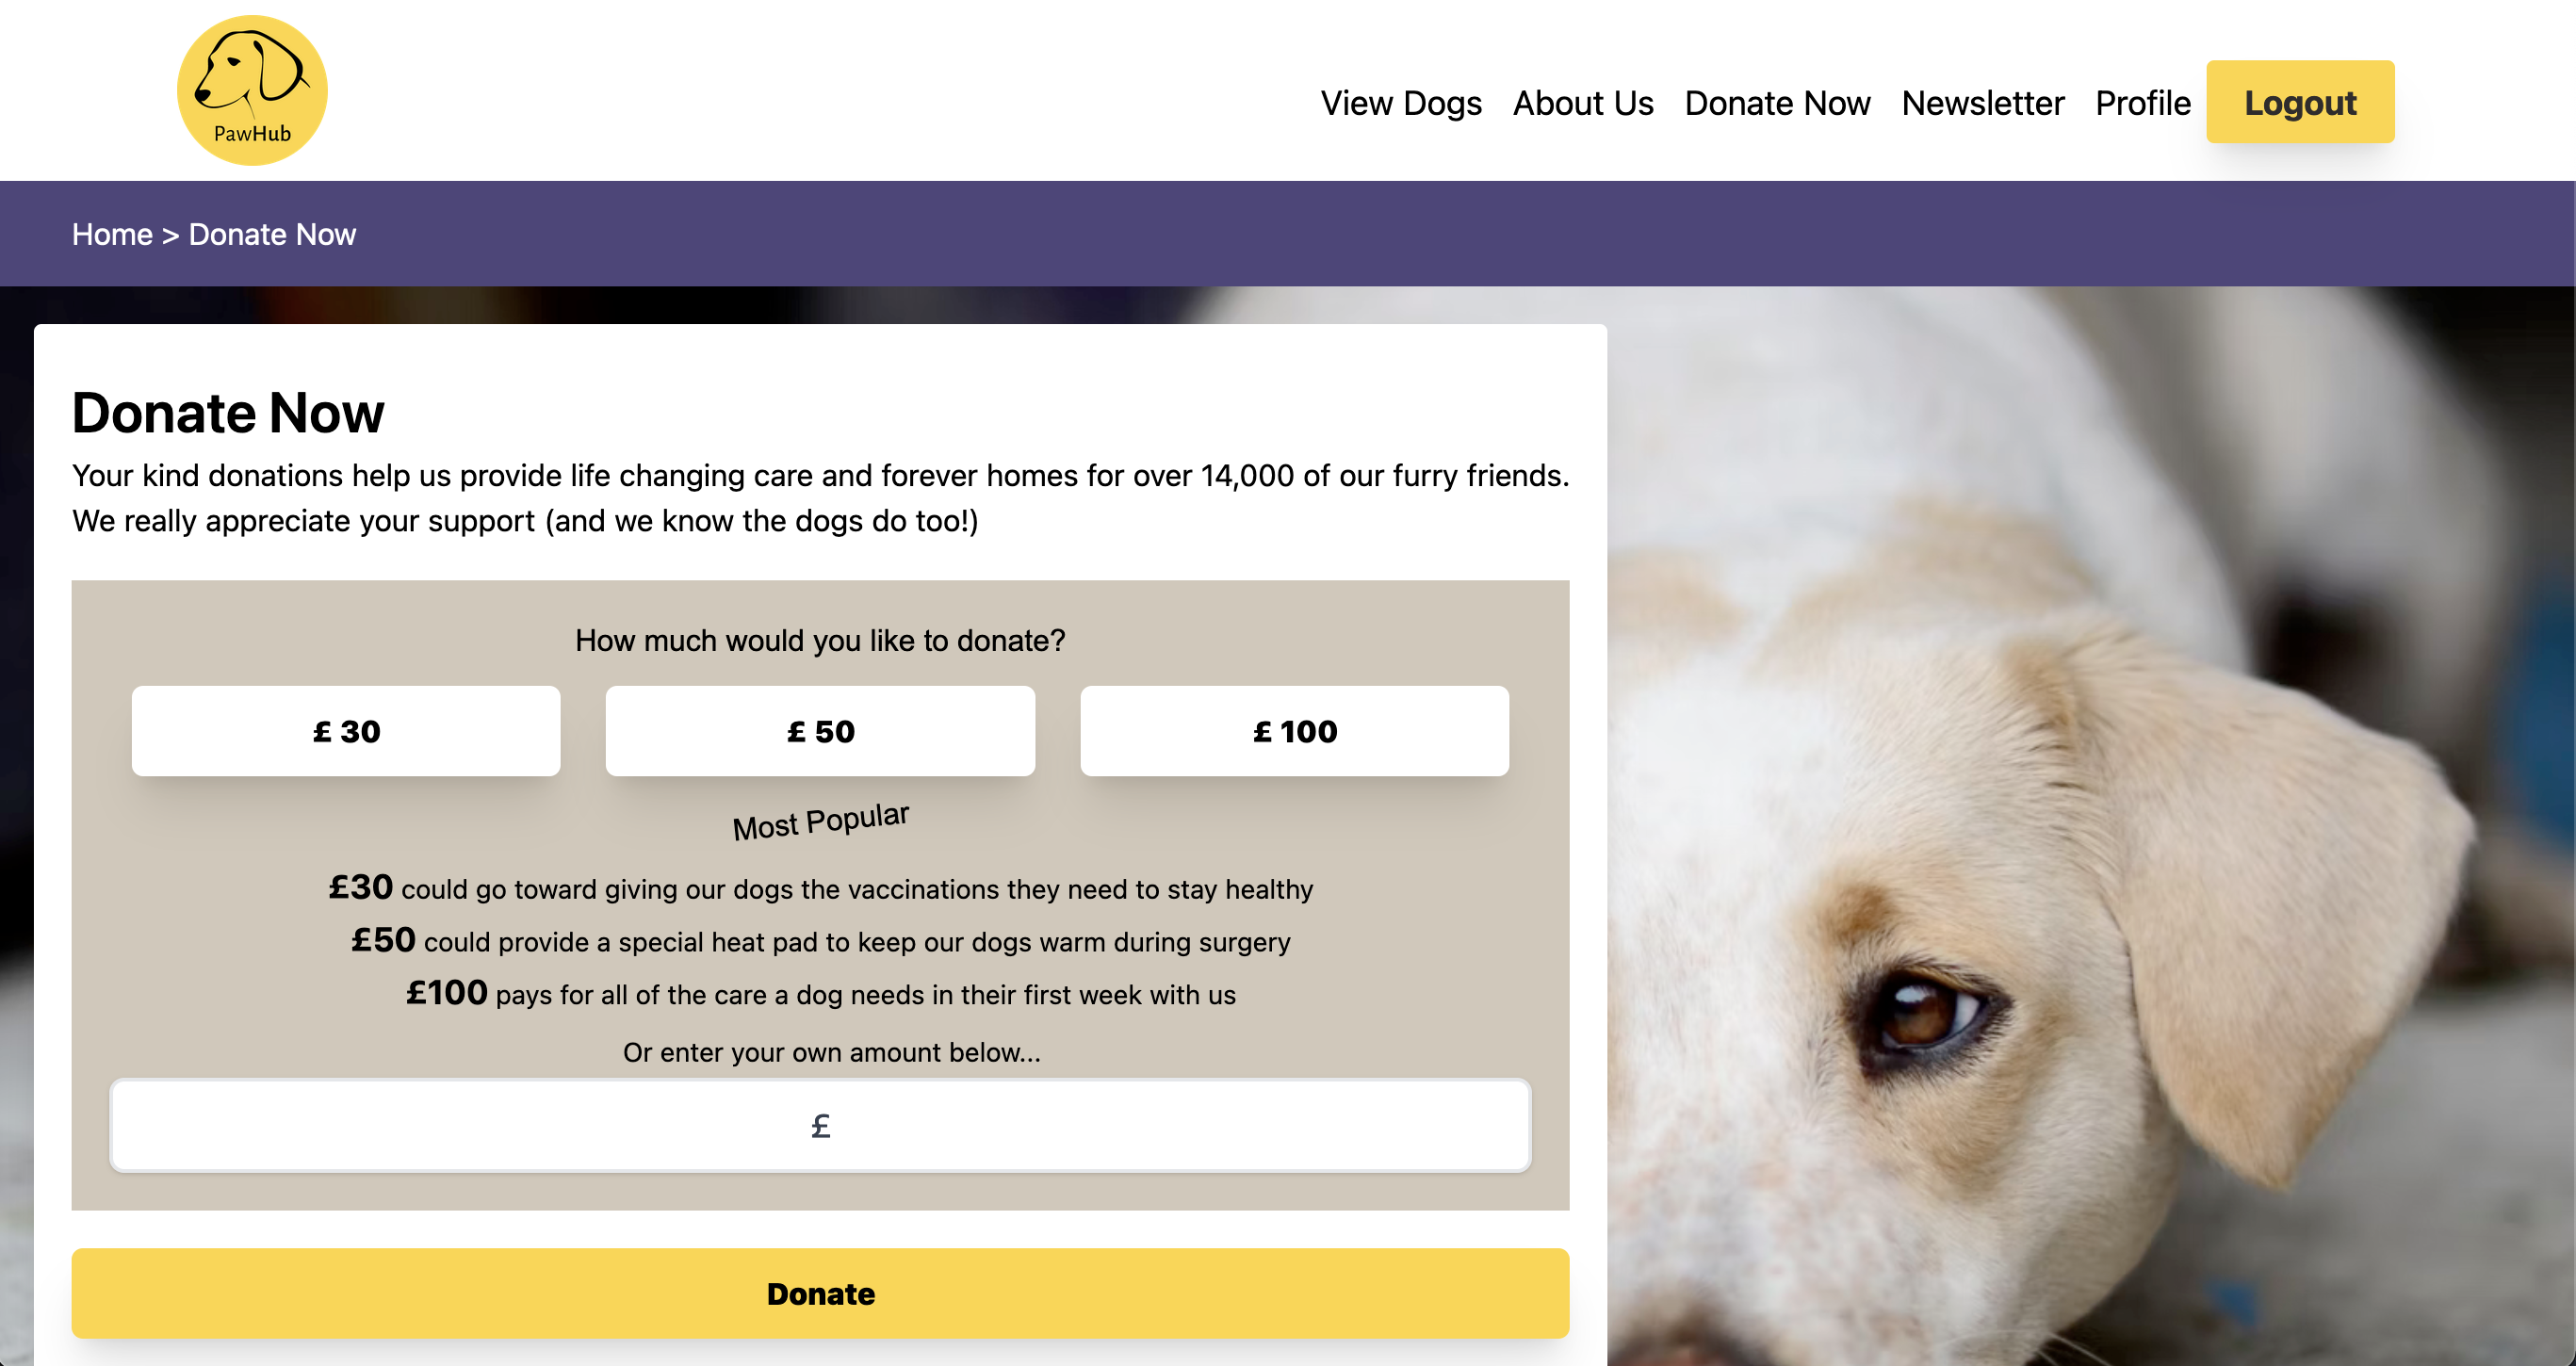 PawHub
View Dogs About Us Donate Now Newsletter Profile Logout
Home > Donate Now
Donate Now
Your kind donations help us provide life changing care and forever homes for over 14,000 of our furry friends.
We really appreciate your support (and we know the dogs do too!)
How much would you like to donate?
£ 30 £ 50 £ 100
Most Popular
£30 could go toward giving our dogs the vaccinations they need to stay healthy
£50 could provide a special heat pad to keep our dogs warm during surgery
£100 pays for all of the care a dog needs in their first week with us
Or enter your own amount below...
£
Donate